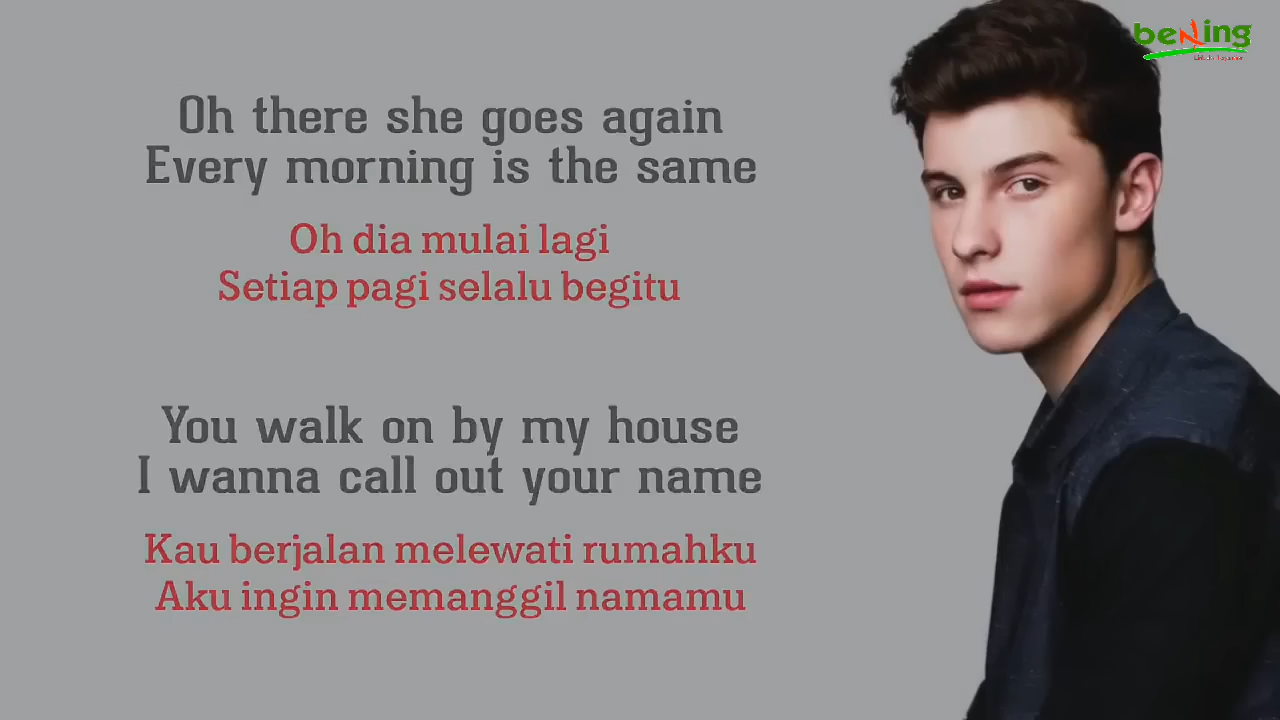 bening
Oh there she goes again
Every morning is the same
Oh dia mulai lagi
Setiap pagi selalu begitu
You walk on by my house
I wanna call out your name
Kau berjalan melewati rumahku
Aku ingin memanggil namamu